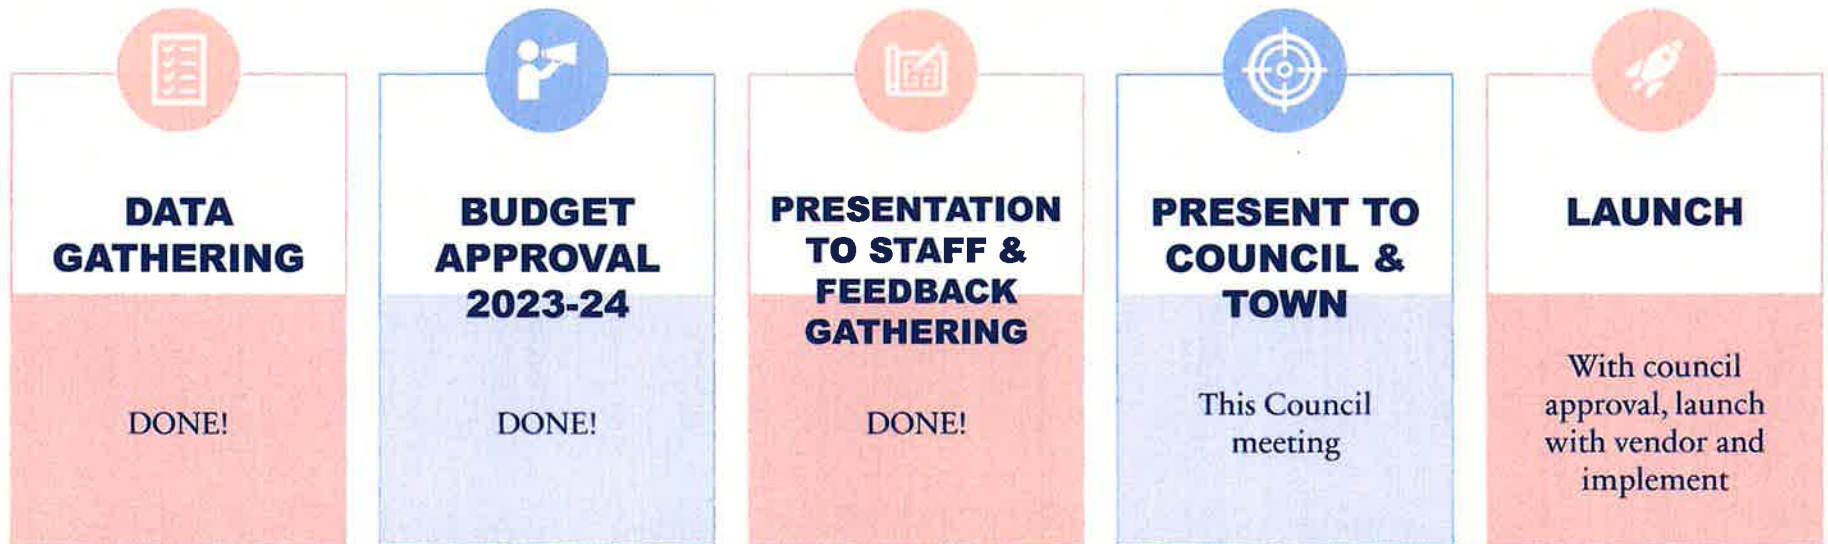 DATA
GATHERING
DONE!
BUDGET
APPROVAL
2023-24
DONE!
PRESENTATION
TO STAFF &
FEEDBACK
GATHERING
DONE!
PRESENT TO
COUNCIL &
TOWN
This Council
meeting
LAUNCH
With council
approval, launch
with vendor and
implement